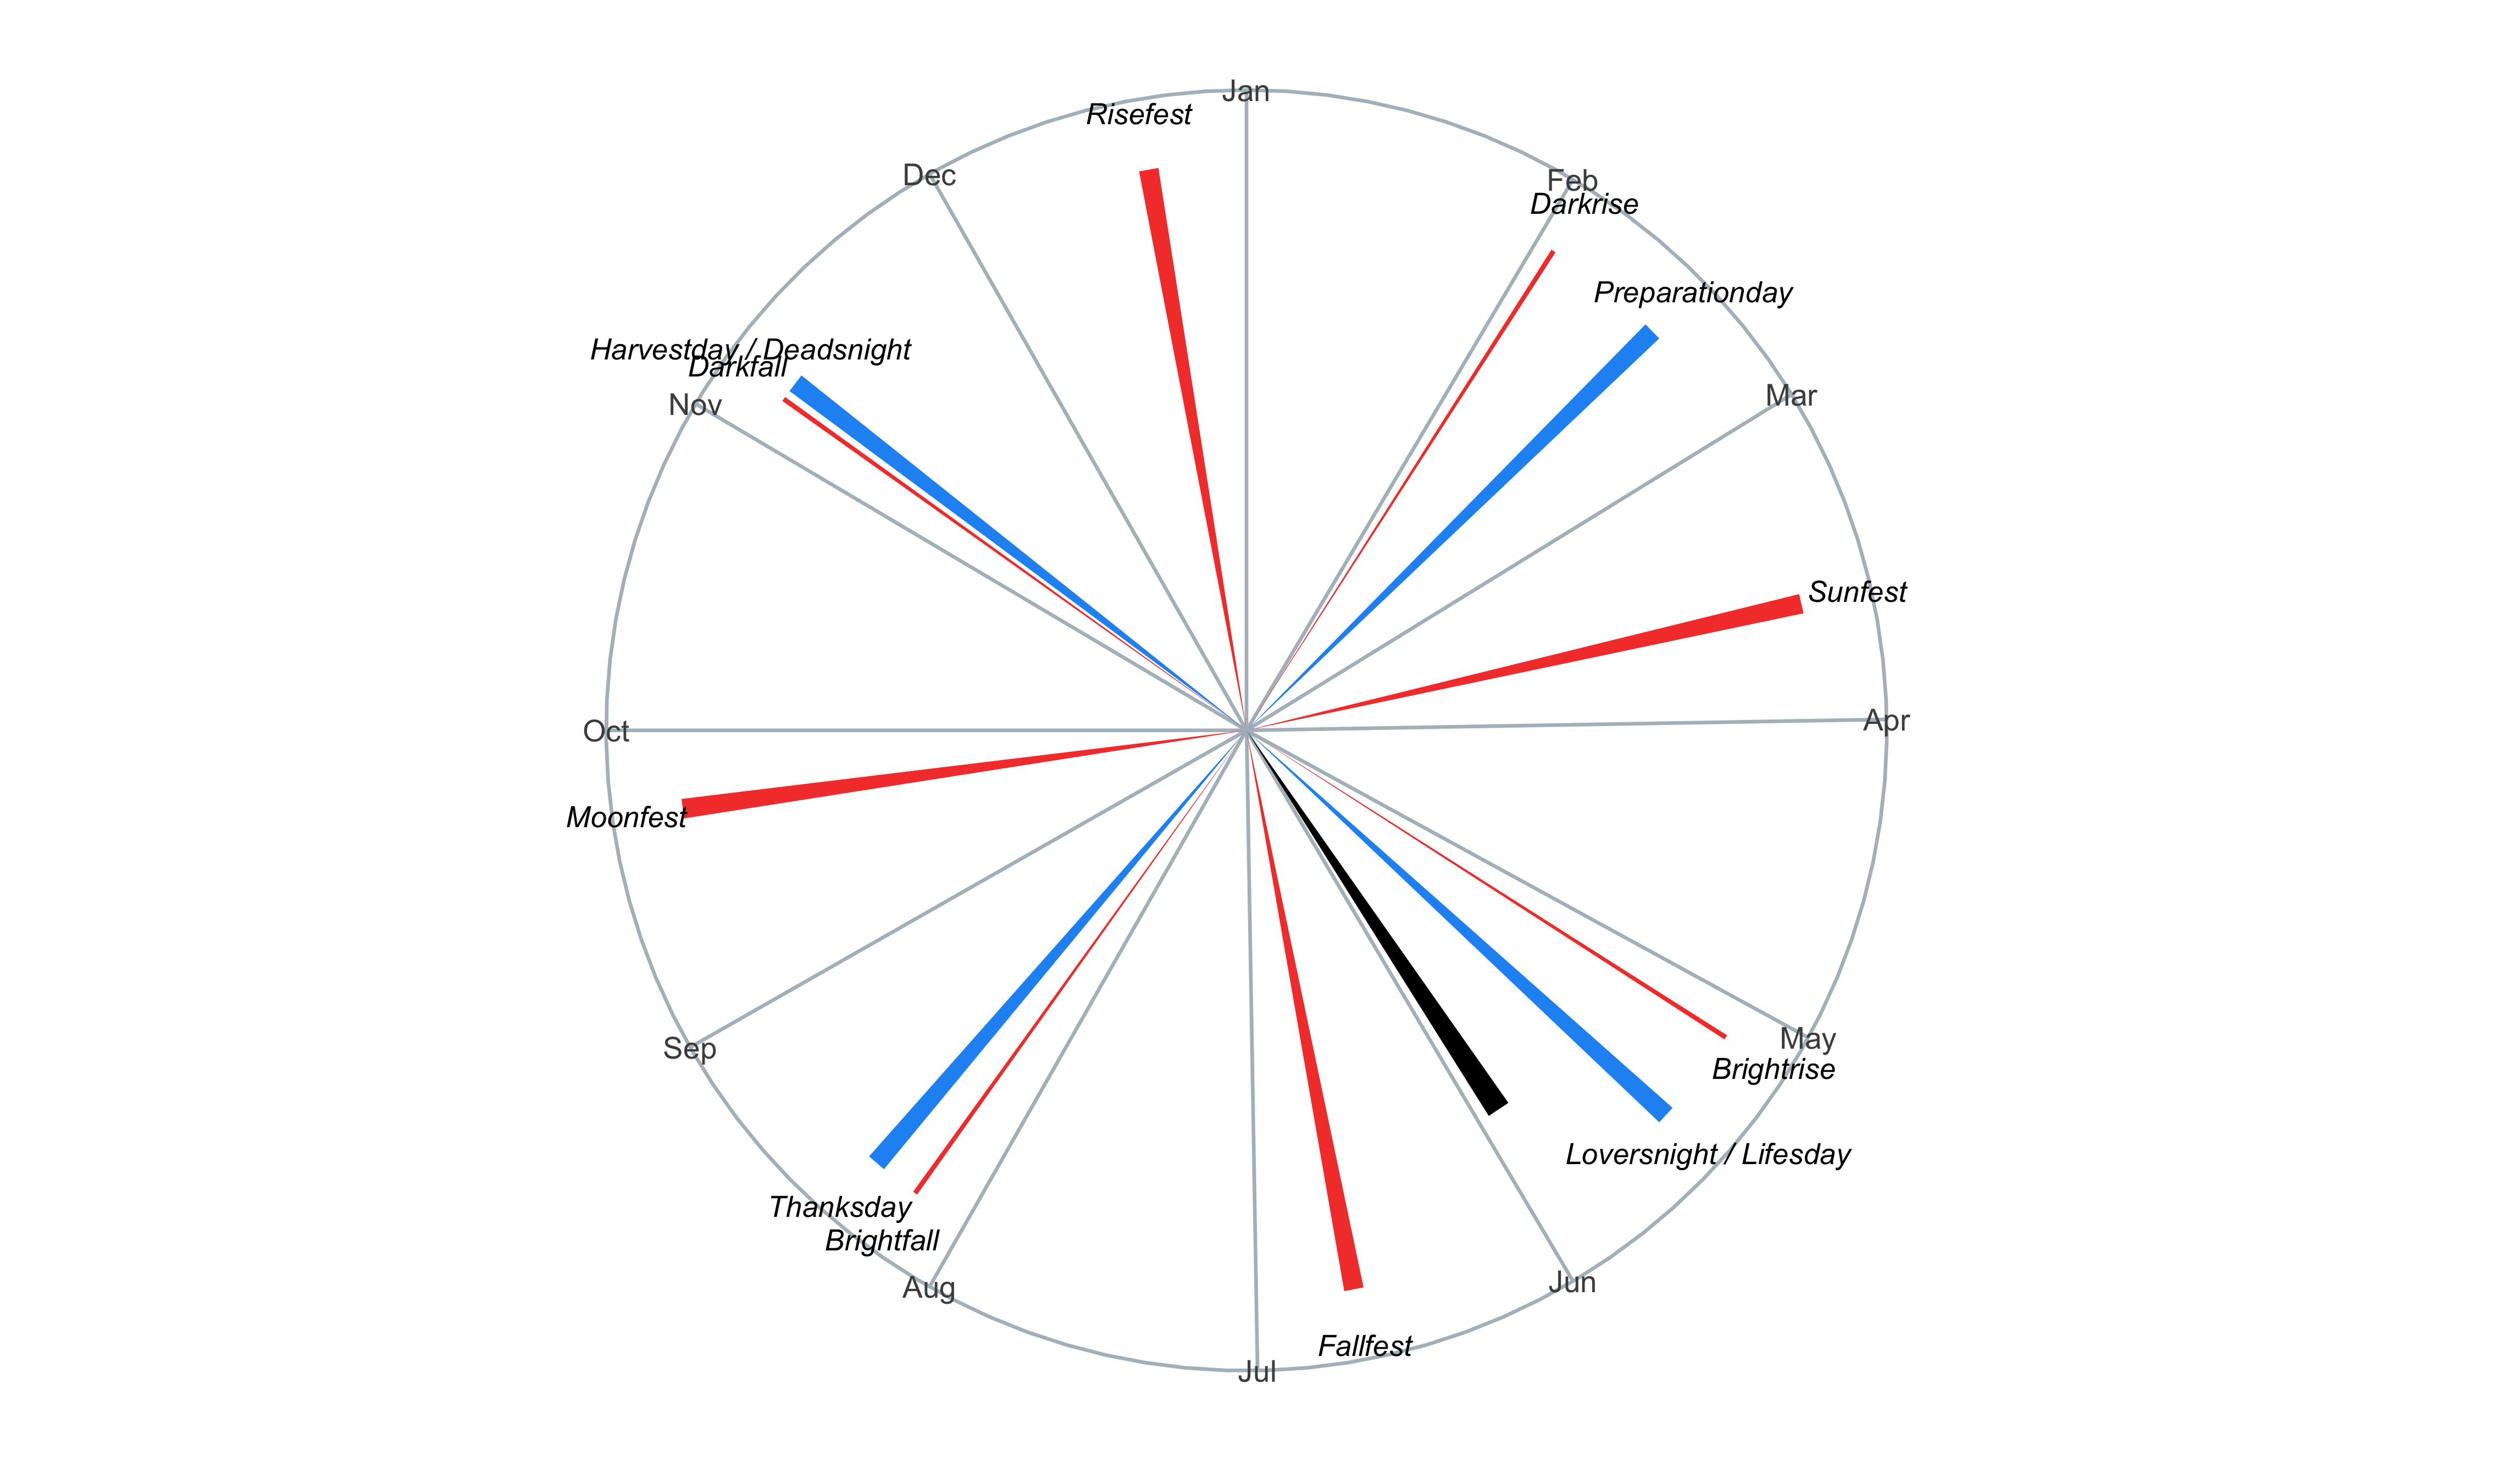 Jan
Risefest
Dec
Feb
Darkrise
Preparationday
Harvestday / Deadsnight
Darkfall
Mar
Nov
Sunfest
Apr
Oct
Moonfest
May
Sep
Brightrise
Loversnight / Lifesday
Thanksday
Brightfall
Jun
Aug
Fallfest
Jul